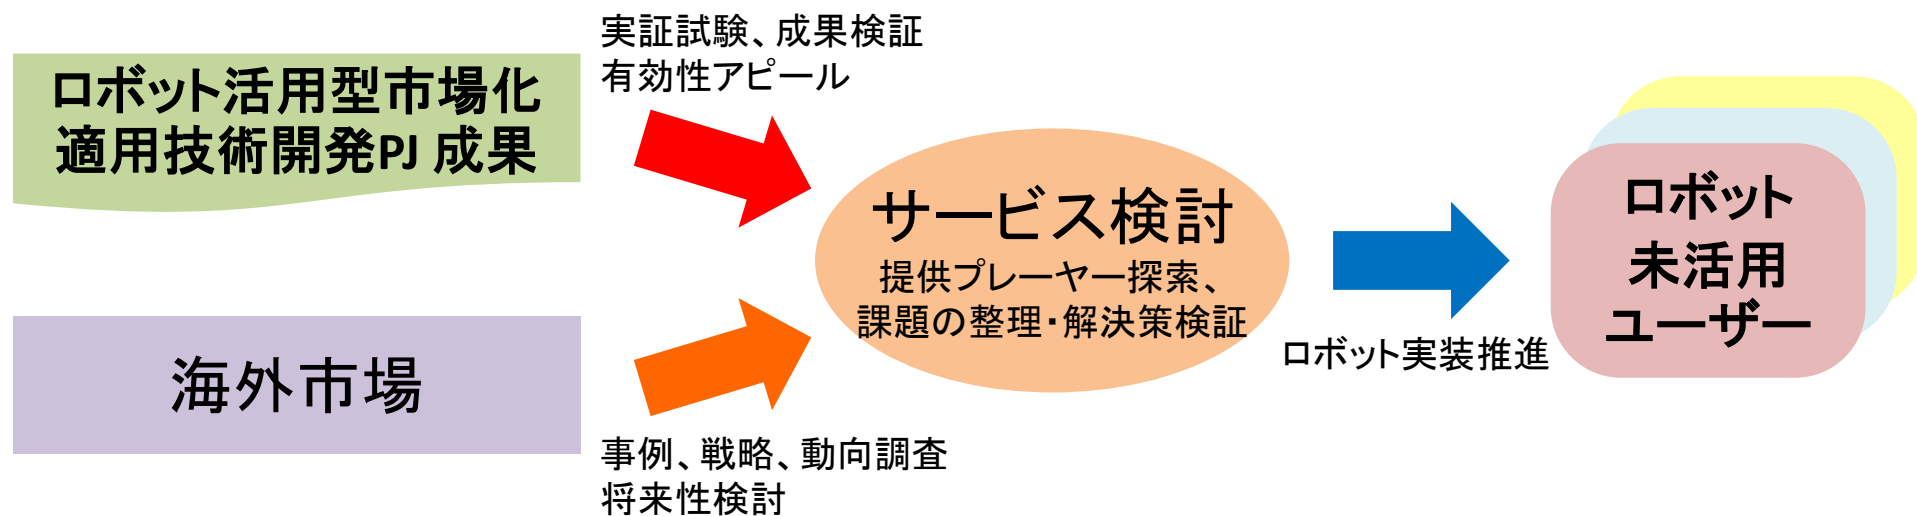 実証試験、成果検証
有効性アピール
ロボット活用型市場化
適用技術開発PJ 成果
サービス検討
提供プレーヤー探索、
課題の整理・解決策検証
ロボット実装推進
ロボット
未活用
ユーザー
海外市場
事例、戦略、動向調査
将来性検討